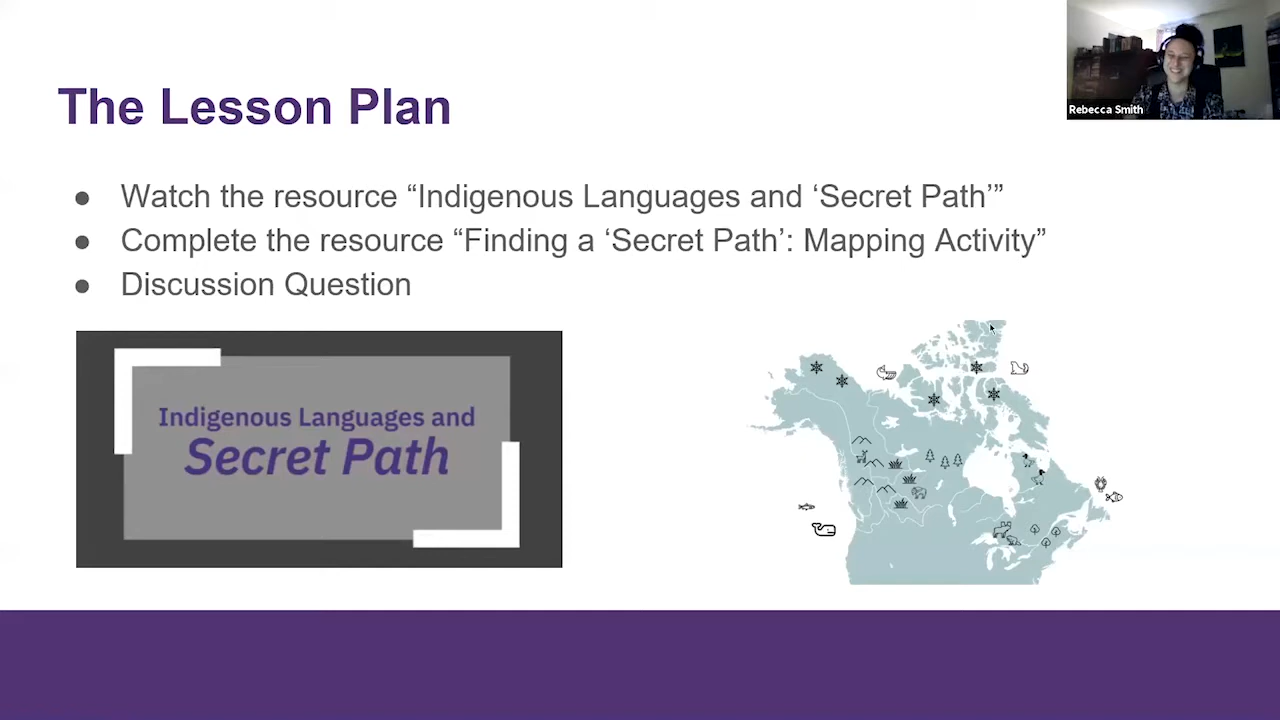 Rebecca Smith
The Lesson Plan
● Watch the resource “Indigenous Languages and ‘Secret Path’”
● Complete the resource “Finding a ‘Secret Path’: Mapping Activity”
● Discussion Question
Indigenous Languages and
Secret Path